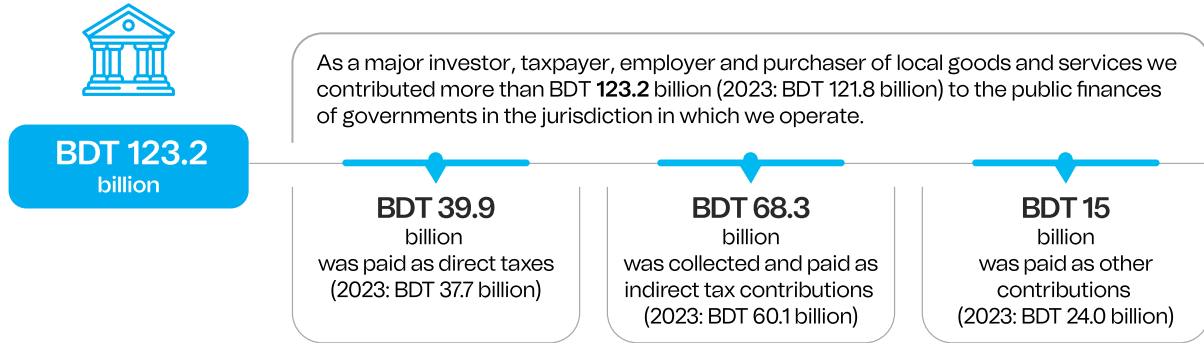 As a major investor, taxpayer, employer and purchaser of local goods and services we
contributed more than BDT 123.2 billion (2023: BDT 121.8 billion) to the public finances
of governments in the jurisdiction in which we operate.
BDT 123.2
billion
BDT 39.9
billion
was paid as direct taxes
(2023: BDT 37.7 billion)
BDT 68.3
billion
was collected and paid as
indirect tax contributions
(2023: BDT 60.1 billion)
BDT 15
billion
was paid as other
contributions
(2023: BDT 24.0 billion)